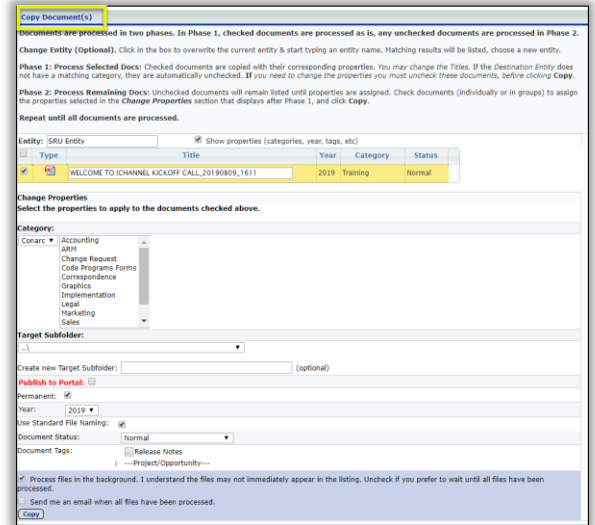 Copy Document(s)
Documents are processed in two phases. In Phase 1, checked documents are processed as is, any unchecked documents are processed in Phase 2.
Change Entity (Optional). Click in the box to overwrite the current entity & start typing an entity name. Matching results will be listed, choose a new entity.
Phase 1: Process Selected Docs: Checked documents are copied with their corresponding properties. You may change the Titles. If the Destination Entity does
not have a matching category, they are automatically unchecked. If you need to change the properties you must uncheck these documents, before clicking Copy.
Phase 2: Process Remaining Docs: Unchecked documents will remain listed until properties are assigned. Check documents (individually or in groups) to assign
the properties selected in the Change Properties section that displays after Phase 1, and click Copy.
Repeat until all documents are processed.
Entity: SRU Entity Show properties (categories, year, tags, etc)
Type Title Year Category Status
WELCOME TO ICHANNEL KICKOFF CALL_20190809_1611 2019 Training Normal
Change Properties
Select the properties to apply to the documents checked above.
Category:
Conarc Accounting
ARM
Change Request
Code Programs Forms
Correspondence
Graphics
Implementation
Legal
Marketing
Sales
Target Subfolder:
..\
Create new Target Subfolder: (optional)
Publish to Portal:
Permanent:
Year: 2019
Use Standard File Naming:
Document Status: Normal
Document Tags: Release Notes
---Project/Opportunity---
Process files in the background. I understand the files may not immediately appear in the listing. Uncheck if you prefer to wait until all files have been
processed.
Send me an email when all files have been processed.
Copy